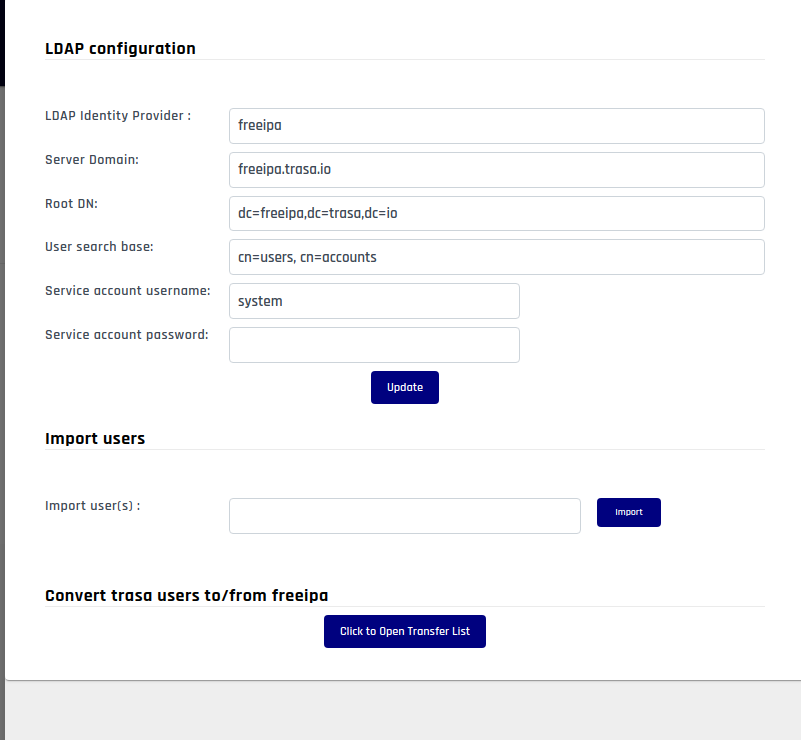 LDAP configuration
LDAP Identity Provider :
freeipa
Server Domain:
freeipa.trasa.io
Root DN:
dc=freeipa,dc=trasa,dc=io
User search base:
cn=users, cn=accounts
Service account username:
system
Service account password:
Update
Import users
Import user(s) :
Import
Convert trasa users to/from freeipa
Click to Open Transfer List